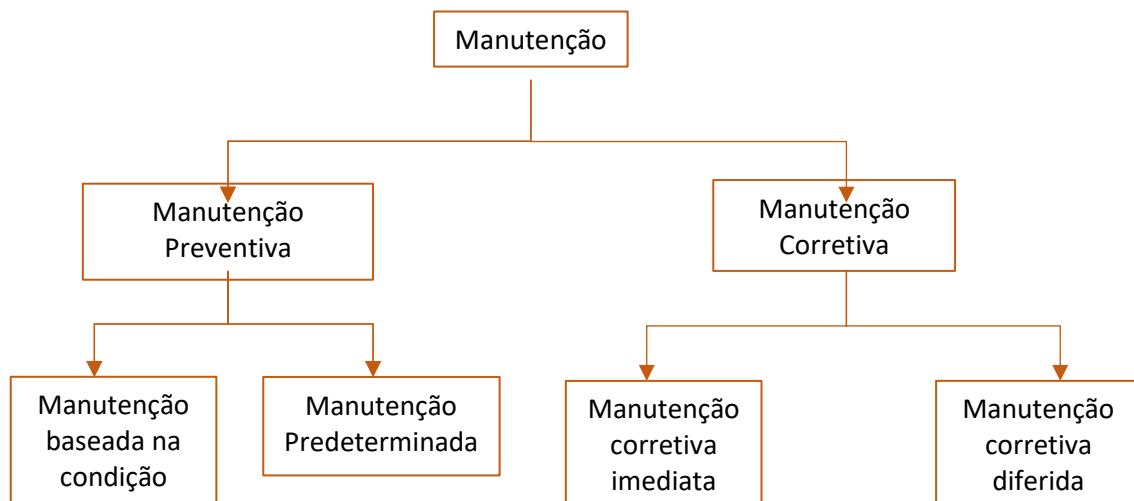 Manutenção
Manutenção
Preventiva
Manutenção
Corretiva
Manutenção
baseada na
condição
Manutenção
Predeterminada
Manutenção
corretiva
imediata
Manutenção
corretiva
diferida